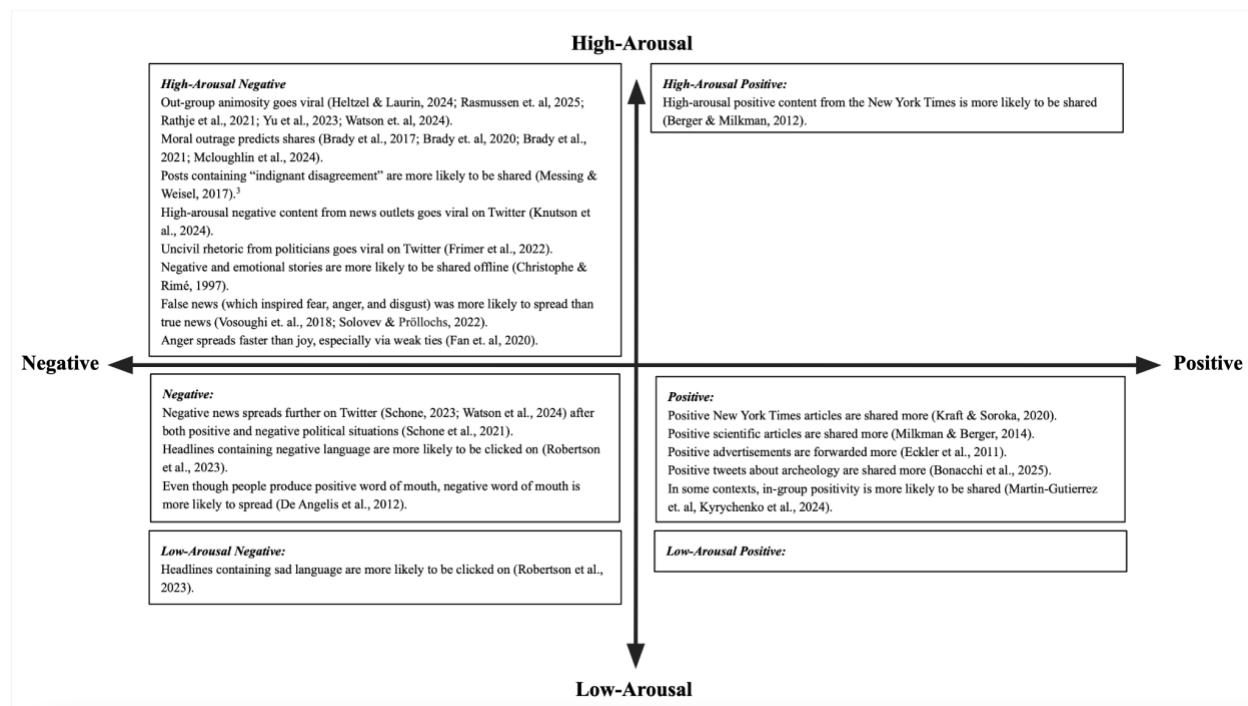 High-Arousal
High-Arousal Negative
Out-group animosity goes viral (Heltzel & Laurin, 2024; Rasmussen et. al, 2025;
Rathje et al., 2021; Yu et al., 2023; Watson et. al, 2024).
Moral outrage predicts shares (Brady et al., 2017; Brady et. al, 2020; Brady et al.,
2021; Mcloughlin et al., 2024).
Posts containing “indignant disagreement” are more likely to be shared (Messing &
Weisel, 2017).³
High-arousal negative content from news outlets goes viral on Twitter (Knutson et
al., 2024).
Uncivil rhetoric from politicians goes viral on Twitter (Frimer et al., 2022).
Negative and emotional stories are more likely to be shared offline (Christophe &
Rimé, 1997).
False news (which inspired fear, anger, and disgust) was more likely to spread than
true news (Vosoughi et. al., 2018; Solovev & Pröllochs, 2022).
Anger spreads faster than joy, especially via weak ties (Fan et. al, 2020).
High-Arousal Positive:
High-arousal positive content from the New York Times is more likely to be shared
(Berger & Milkman, 2012).
Negative
Positive
Negative:
Negative news spreads further on Twitter (Schone, 2023; Watson et al., 2024) after
both positive and negative political situations (Schone et al., 2021).
Headlines containing negative language are more likely to be clicked on (Robertson
et al., 2023).
Even though people produce positive word of mouth, negative word of mouth is
more likely to spread (De Angelis et al., 2012).
Positive:
Positive New York Times articles are shared more (Kraft & Soroka, 2020).
Positive scientific articles are shared more (Milkman & Berger, 2014).
Positive advertisements are forwarded more (Eckler et al., 2011).
Positive tweets about archeology are shared more (Bonacchi et al., 2025).
In some contexts, in-group positivity is more likely to be shared (Martin-Gutierrez
et. al, Kyrychenko et al., 2024).
Low-Arousal Negative:
Headlines containing sad language are more likely to be clicked on (Robertson et al.,
2023).
Low-Arousal Positive:
Low-Arousal